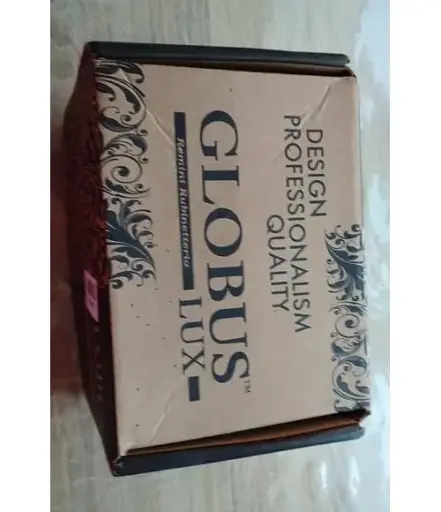 DESIGN
PROFESSIONALISM
QUALITY
GLOBUS™
LUX
Remini Rubinetteria